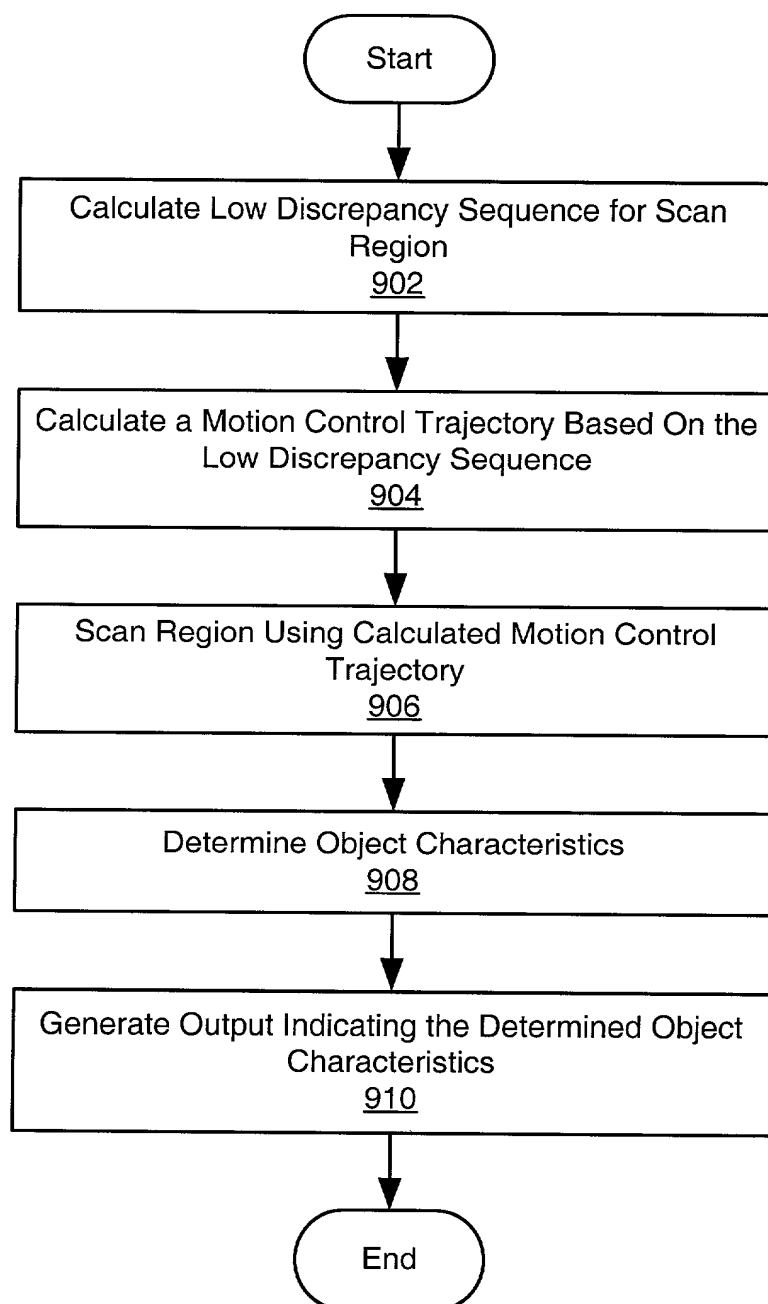 Start
Calculate Low Discrepancy Sequence for Scan
Region
902
Calculate a Motion Control Trajectory Based On the
Low Discrepancy Sequence
904
Scan Region Using Calculated Motion Control
Trajectory
906
Determine Object Characteristics
908
Generate Output Indicating the Determined Object
Characteristics
910
End